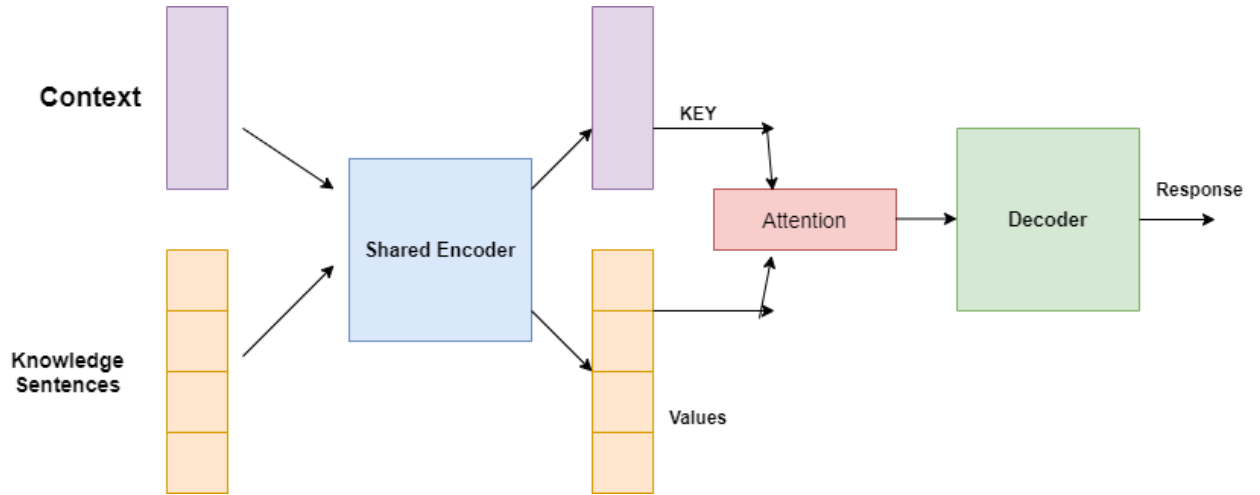 Context
Knowledge
Sentences
Shared Encoder
KEY
Values
Attention
Decoder
Response